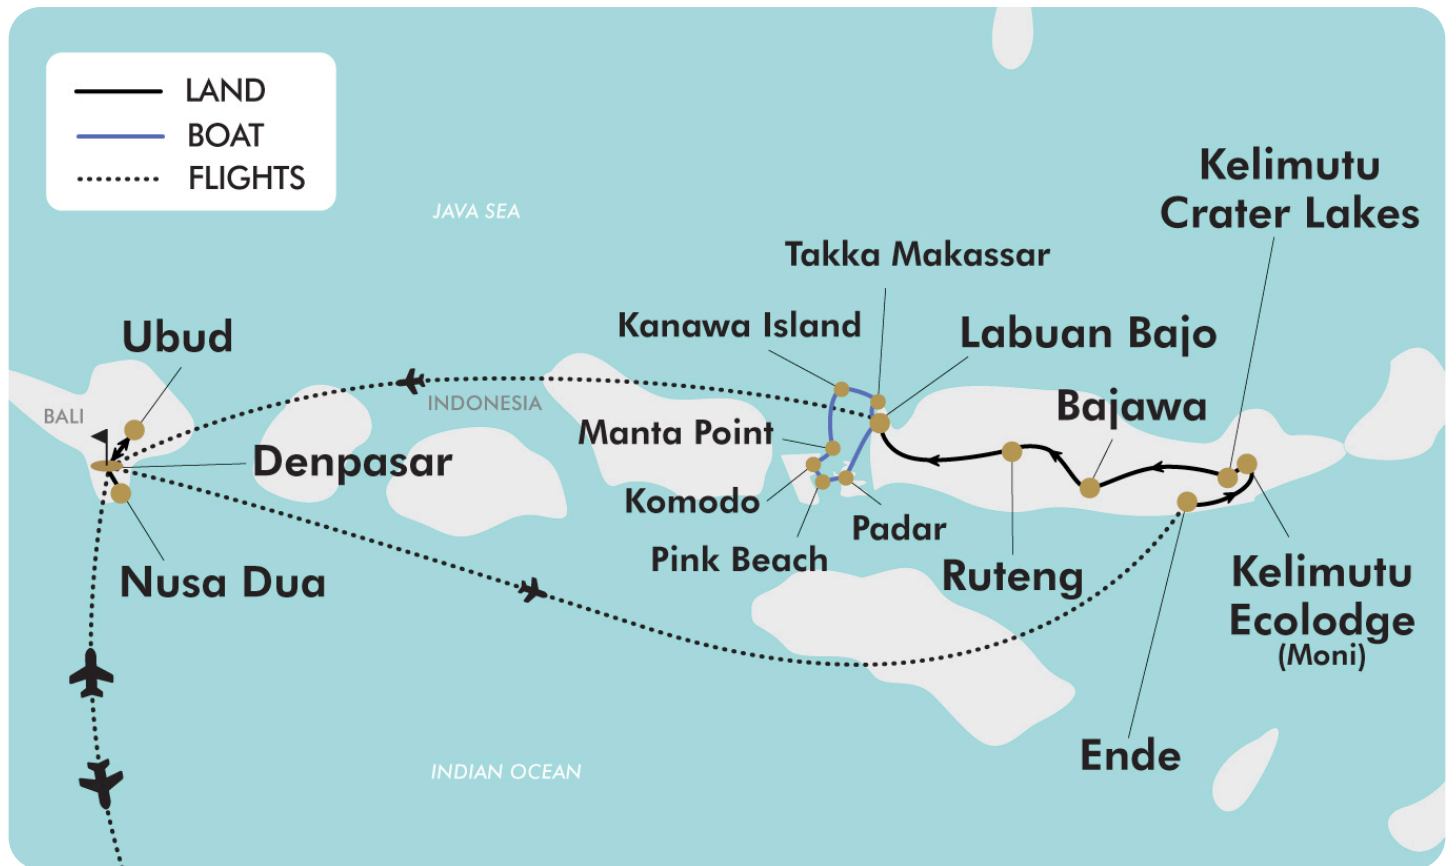 LAND
BOAT
FLIGHTS
JAVA SEA
Kelimutu
Crater Lakes
Takka Makassar
Kanawa Island
Labuan Bajo
Ubud
BALI
INDONESIA
Bajawa
Manta Point
Denpasar
Komodo
Padar
Pink Beach
Ruteng
Nusa Dua
Kelimutu
Ecolodge
(Moni)
Ende
INDIAN OCEAN